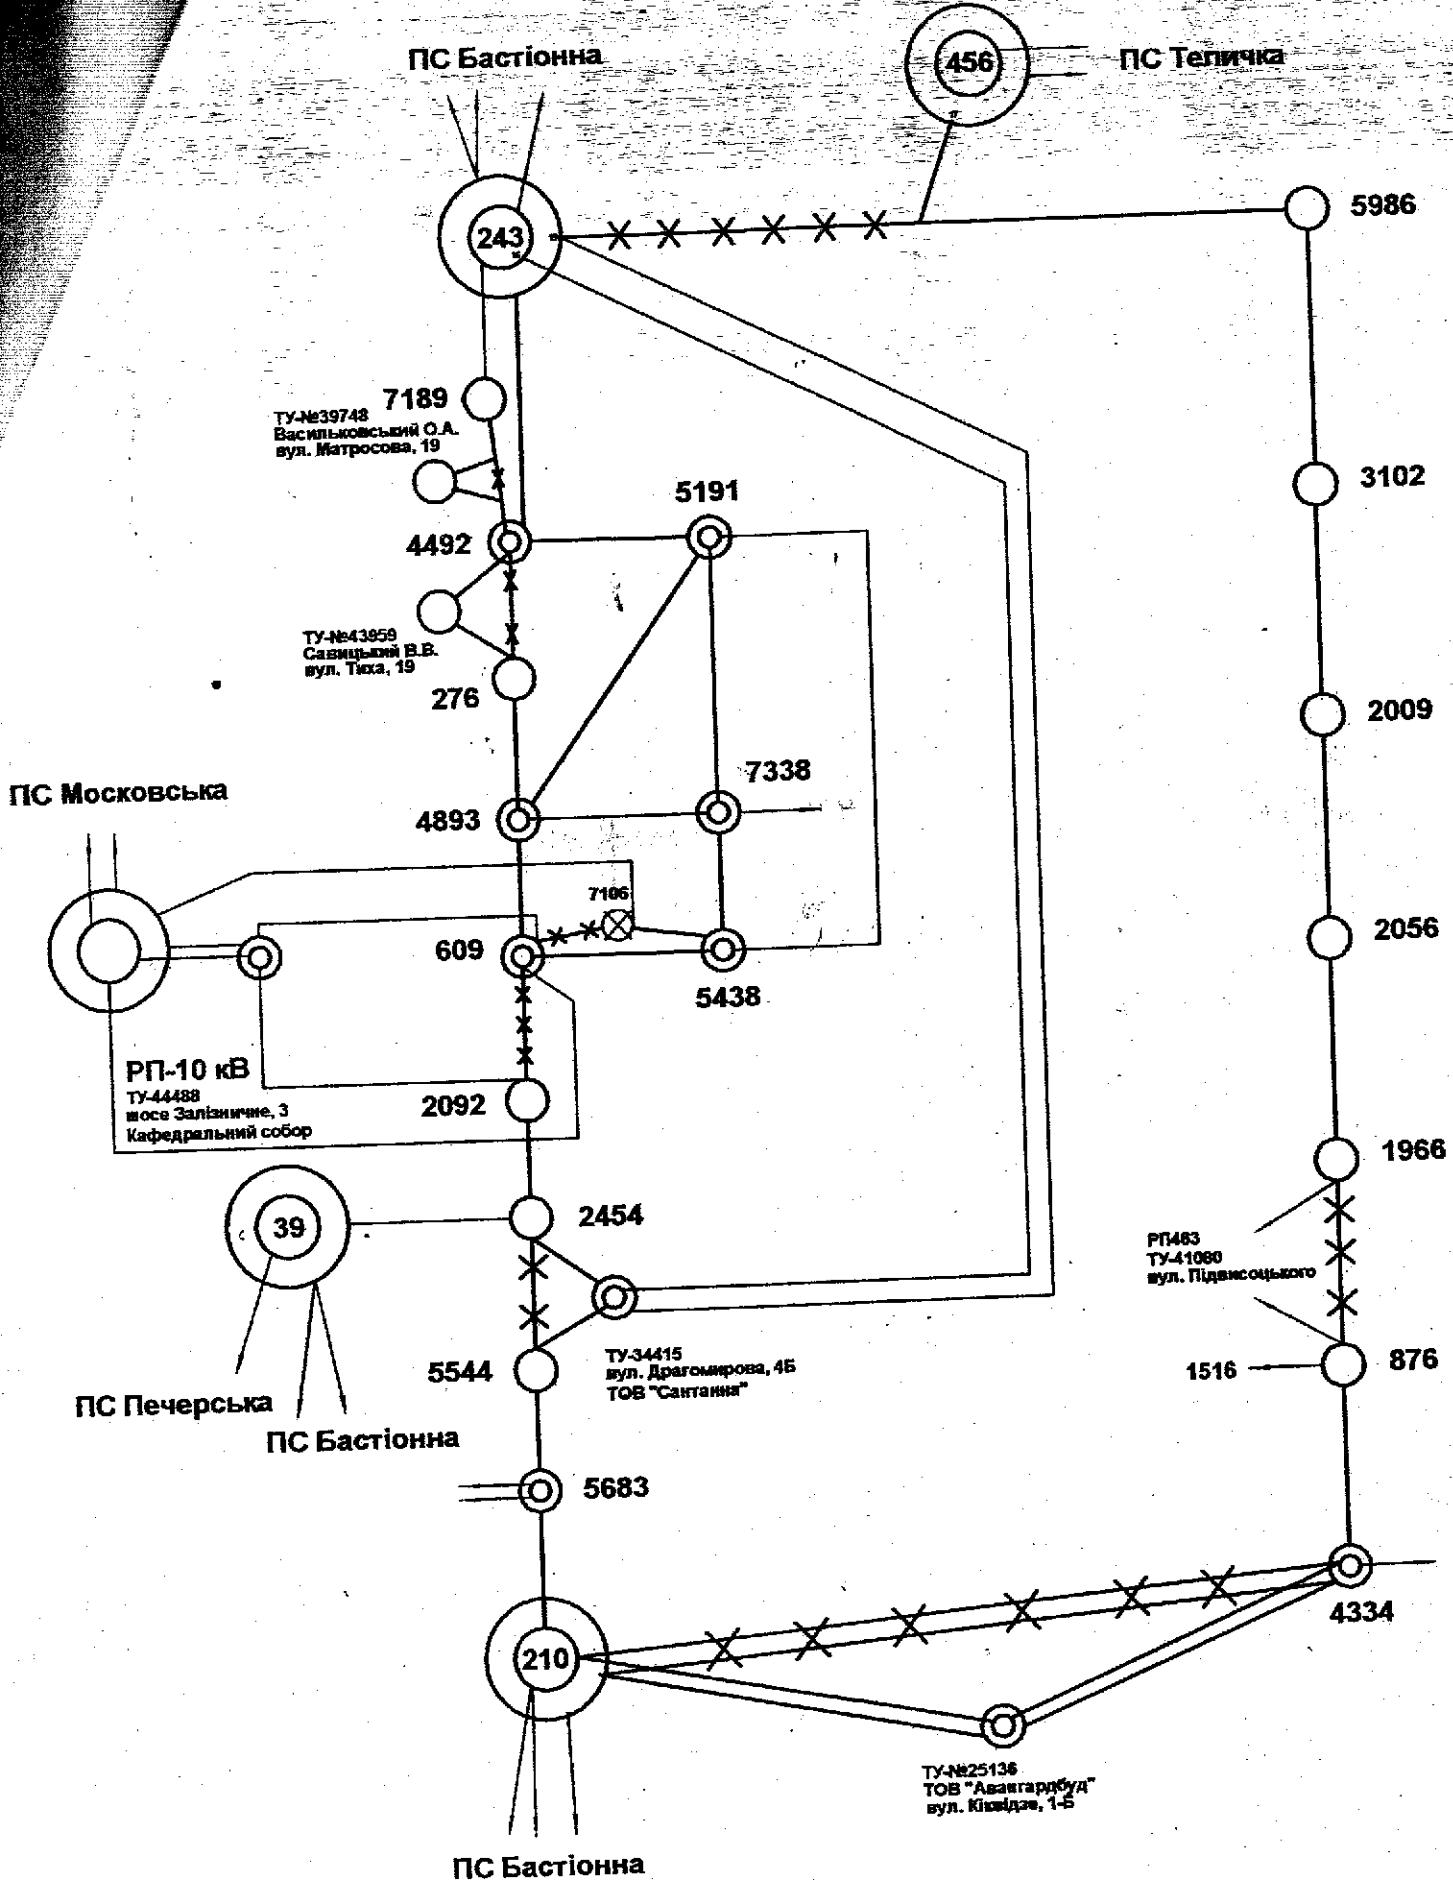 ПС Бастіонна
456
ПС Теличка
243
5986
7189
ТУ-№39748
Васильковський О.А.
вул. Матросова, 19
3102
5191
4492
ТУ-№43959
Савицький В.В.
вул. Тиха, 19
276
2009
7338
ПС Московська
4893
7106
2056
609
5438
РП-10 кВ
ТУ-44488
шосе Залізничне, 3
Кафедральний собор
2092
1966
39
2454
РП463
ТУ-41080
вул. Підвисоцького
5544
ТУ-34415
вул. Драгомирова, 4Б
ТОВ "Сантанна"
1516
876
ПС Печерська
ПС Бастіонна
5683
4334
210
ТУ-№25136
ТОВ "Авангардбуд"
вул. Кіквідзе, 1-Б
ПС Бастіонна